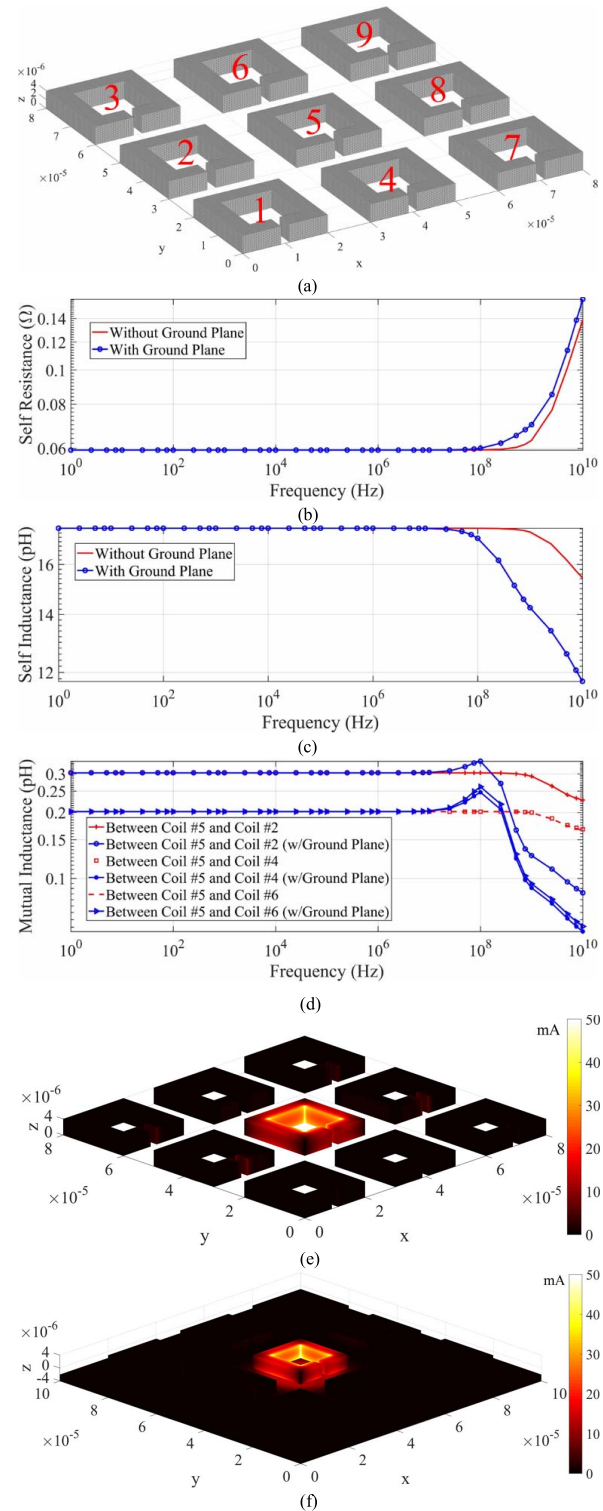 ×10⁻⁶
z
4
2
0
8
7
6
5
4
3
2
1
0
×10⁻⁵
y
0
1
2
3
4
5
6
7
8
×10⁻⁵
x
1
2
3
4
5
6
7
8
9
(a)
Self Resistance (Ω)
0.14
0.12
0.1
0.08
0.06
Without Ground Plane
With Ground Plane
10⁰ 10² 10⁴ 10⁶ 10⁸ 10¹⁰
Frequency (Hz)
(b)
Self Inductance (pH)
16
14
12
Without Ground Plane
With Ground Plane
10⁰ 10² 10⁴ 10⁶ 10⁸ 10¹⁰
Frequency (Hz)
(c)
Mutual Inductance (pH)
0.3
0.25
0.2
0.15
0.1
Between Coil #5 and Coil #2
Between Coil #5 and Coil #2 (w/Ground Plane)
Between Coil #5 and Coil #4
Between Coil #5 and Coil #4 (w/Ground Plane)
Between Coil #5 and Coil #6
Between Coil #5 and Coil #6 (w/Ground Plane)
10⁰ 10² 10⁴ 10⁶ 10⁸ 10¹⁰
Frequency (Hz)
(d)
mA
50
40
30
20
10
0
×10⁻⁶
z
4
0
8
6
4
2
0
×10⁻⁵
y
0
2
4
6
8
×10⁻⁵
x
(e)
mA
50
40
30
20
10
0
×10⁻⁶
z
4
0
-4
10
8
6
4
2
0
×10⁻⁵
y
0
2
4
6
8
10
×10⁻⁵
x
(f)